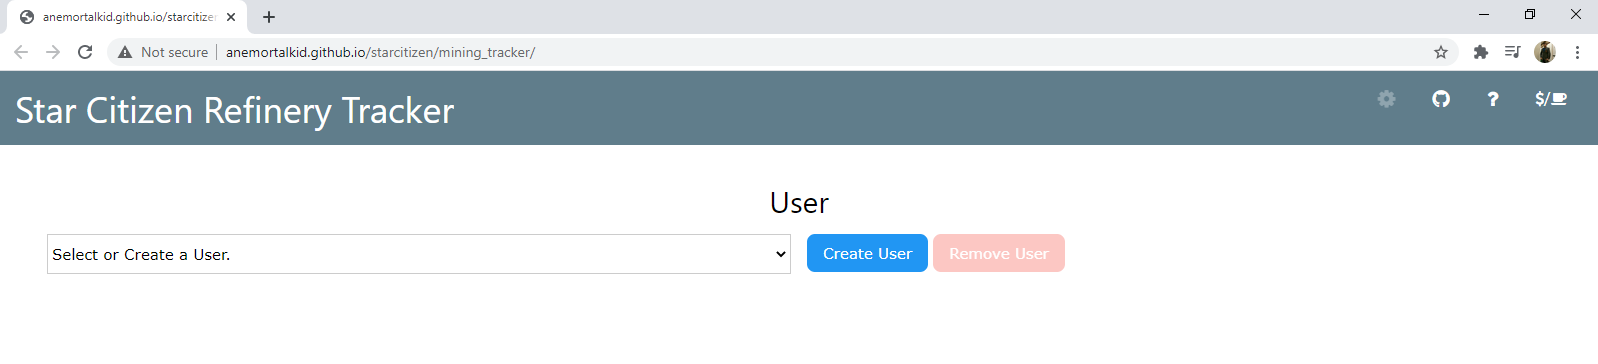 anemortalkid.github.io/starcitizen
Not secure
anemortalkid.github.io/starcitizen/mining_tracker/
Star Citizen Refinery Tracker
? $/
User
Select or Create a User.
Create User
Remove User